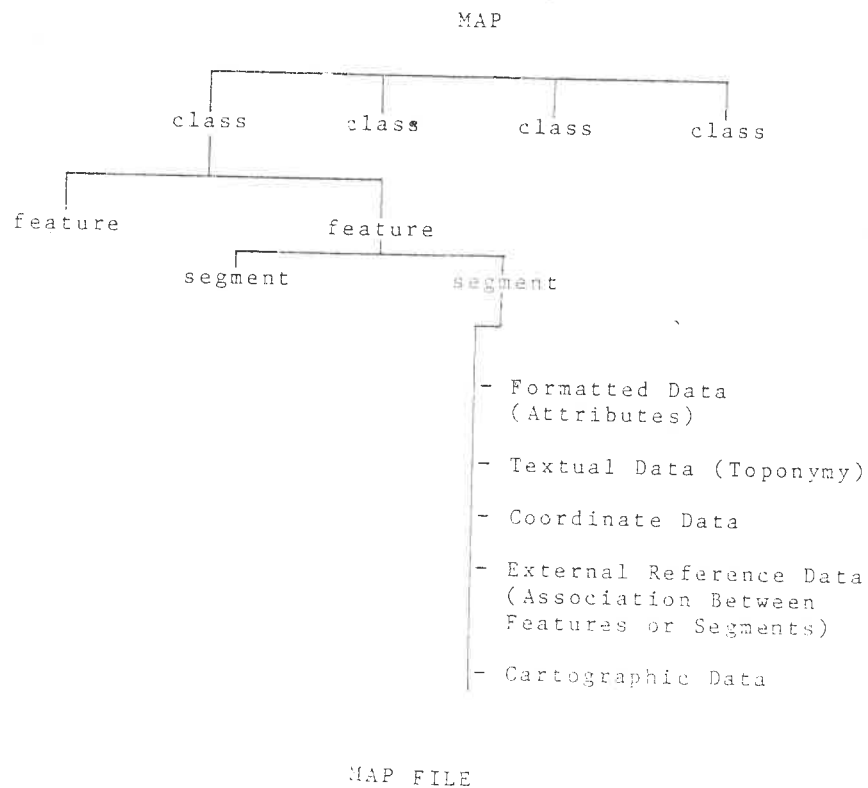 MAP
class class class class
feature feature
segment segment
- Formatted Data
(Attributes)
- Textual Data (Toponymy)
- Coordinate Data
- External Reference Data
(Association Between
Features or Segments)
- Cartographic Data
MAP FILE